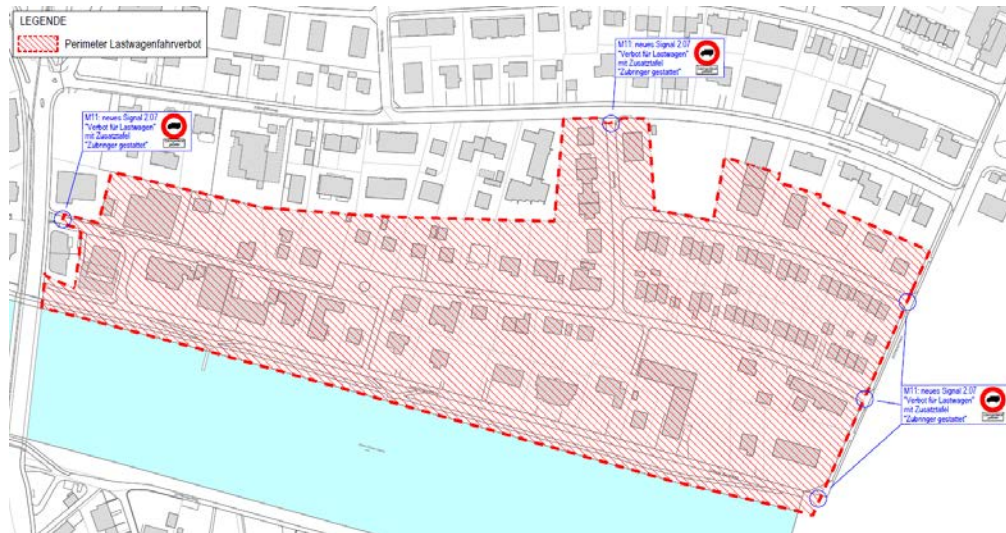 LEGENDE
Perimeter Lastwagenfahrverbot
M11: neues Signal 2.07
"Verbot für Lastwagen"
mit Zusatztafel
"Zubringer gestattet"
M11: neues Signal 2.07
"Verbot für Lastwagen"
mit Zusatztafel
"Zubringer gestattet"
M11: neues Signal 2.07
"Verbot für Lastwagen"
mit Zusatztafel
"Zubringer gestattet"